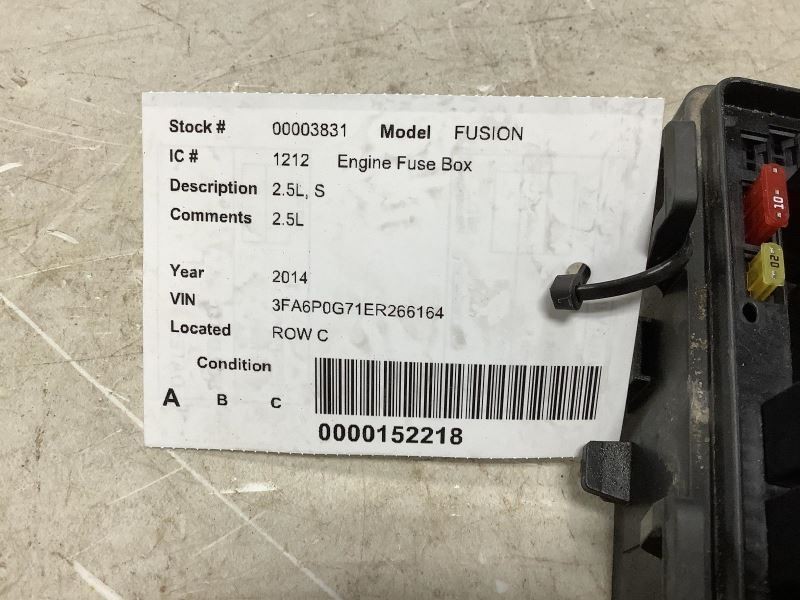 Stock # 00003831 Model FUSION
IC # 1212 Engine Fuse Box
Description 2.5L, S
Comments 2.5L
Year 2014
VIN 3FA6P0G71ER266164
Located ROW C
Condition
A B C
0000152218
10
20